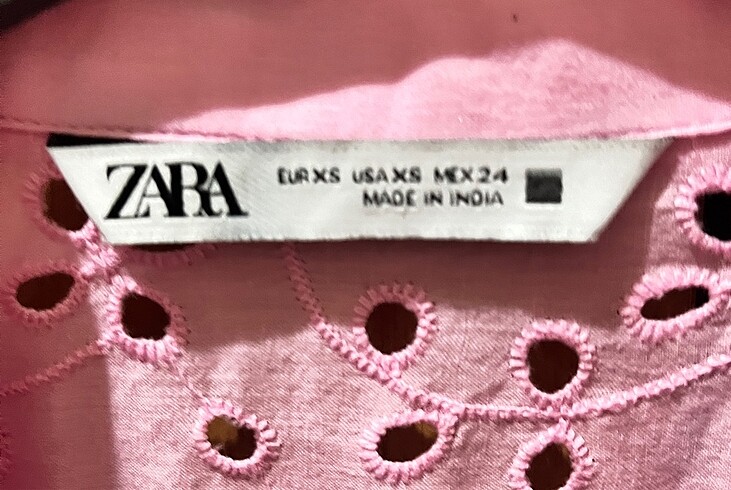 ZARA
EUR XS USA XS MEX 24
MADE IN INDIA